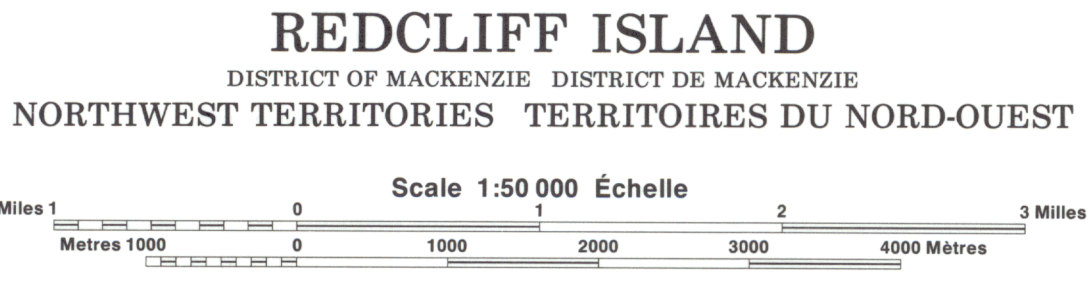 REDCLIFF ISLAND
DISTRICT OF MACKENZIE DISTRICT DE MACKENZIE
NORTHWEST TERRITORIES TERRITOIRES DU NORD-OUEST
Scale 1:50 000 Échelle
Miles 1 0 1 2 3 Milles
Metres 1000 0 1000 2000 3000 4000 Mètres